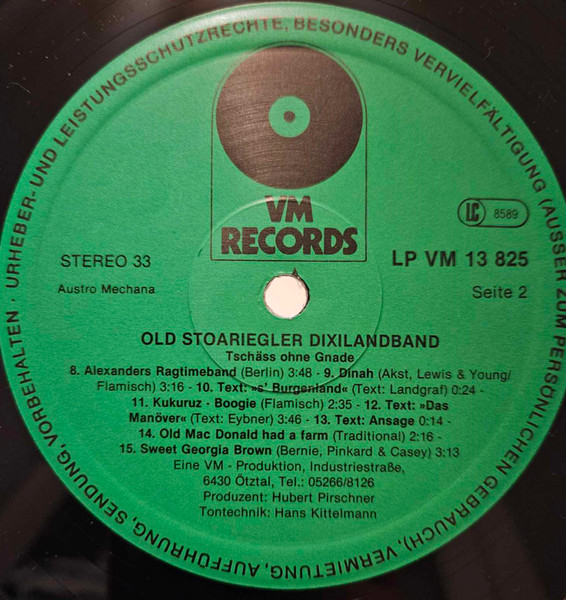 URHEBER- UND LEISTUNGSSCHUTZRECHTE, BESONDERS VERVIELFÄLTIGUNG (AUSSER ZUM PERSÖNLICHEN GEBRAUCH), VERMIETUNG, AUFFÜHRUNG, SENDUNG, VORBEHALTEN ·
VM
RECORDS
LC 8589
STEREO 33
LP VM 13 825
Austro Mechana
Seite 2
OLD STOARIEGLER DIXILANDBAND
Tschäss ohne Gnade
8. Alexanders Ragtimeband (Berlin) 3:48 - 9. Dinah (Akst, Lewis & Young/
Flamisch) 3:16 - 10. Text: »s' Burgenland« (Text: Landgraf) 0:24 -
11. Kukuruz - Boogie (Flamisch) 2:35 - 12. Text: »Das
Manöver« (Text: Eybner) 3:46 - 13. Text: Ansage 0:14 -
14. Old Mac Donald had a farm (Traditional) 2:16 -
15. Sweet Georgia Brown (Bernie, Pinkard & Casey) 3:13
Eine VM - Produktion, Industriestraße,
6430 Ötztal, Tel.: 05266/8126
Produzent: Hubert Pirschner
Tontechnik: Hans Kittelmann